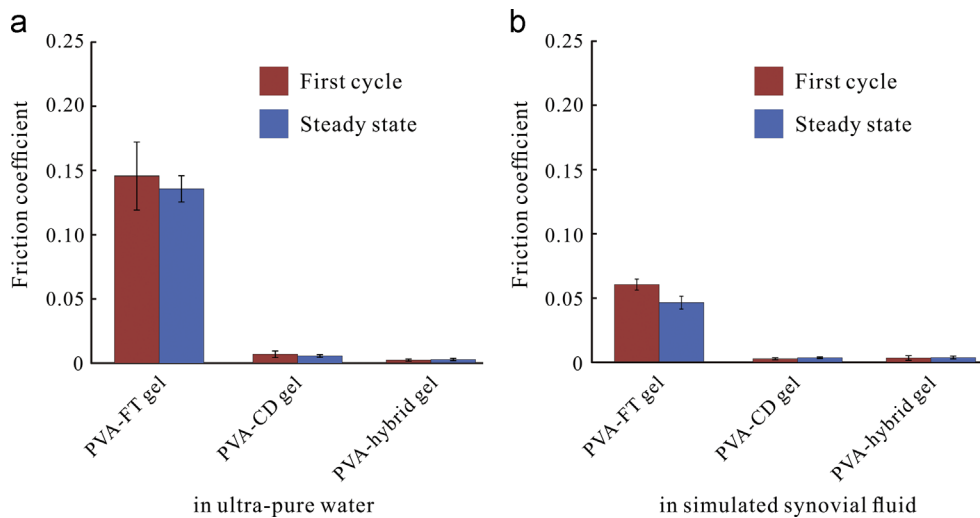 a
0.25
0.20
0.15
0.10
0.05
0
Friction coefficient
First cycle
Steady state
PVA-FT gel
PVA-CD gel
PVA-hybrid gel
in ultra-pure water
b
0.25
0.20
0.15
0.10
0.05
0
Friction coefficient
First cycle
Steady state
PVA-FT gel
PVA-CD gel
PVA-hybrid gel
in simulated synovial fluid